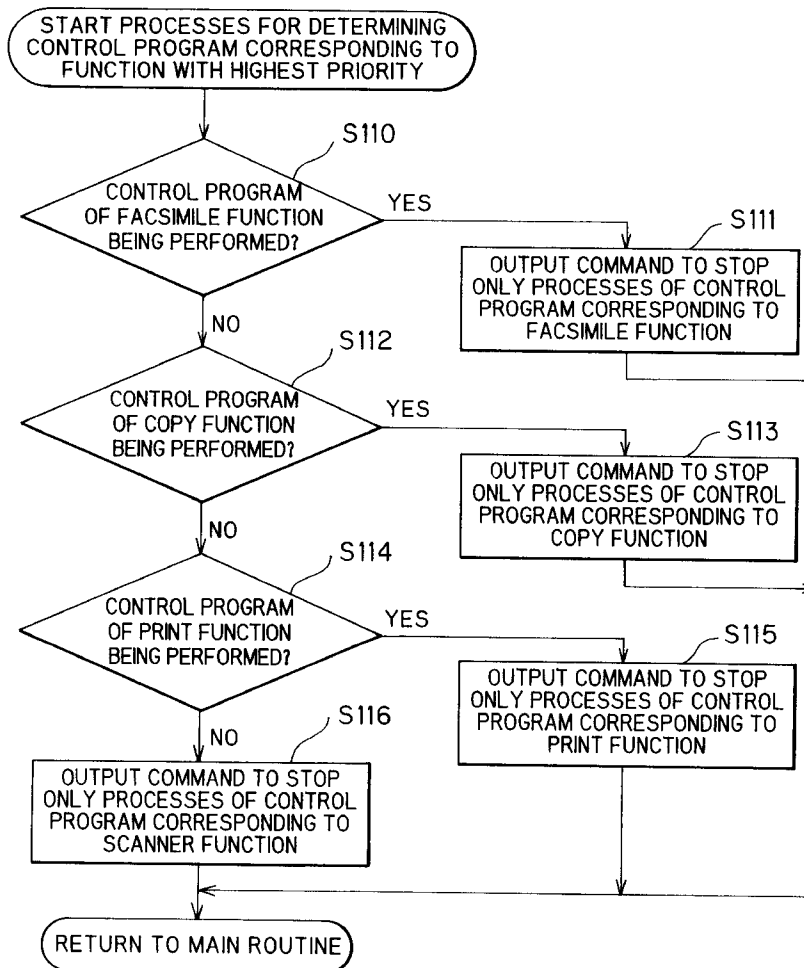 START PROCESSES FOR DETERMINING
CONTROL PROGRAM CORRESPONDING TO
FUNCTION WITH HIGHEST PRIORITY
S110
CONTROL PROGRAM
OF FACSIMILE FUNCTION
BEING PERFORMED?
YES
S111
OUTPUT COMMAND TO STOP
ONLY PROCESSES OF CONTROL
PROGRAM CORRESPONDING TO
FACSIMILE FUNCTION
NO
S112
CONTROL PROGRAM
OF COPY FUNCTION
BEING PERFORMED?
YES
S113
OUTPUT COMMAND TO STOP
ONLY PROCESSES OF CONTROL
PROGRAM CORRESPONDING TO
COPY FUNCTION
NO
S114
CONTROL PROGRAM
OF PRINT FUNCTION
BEING PERFORMED?
YES
S115
OUTPUT COMMAND TO STOP
ONLY PROCESSES OF CONTROL
PROGRAM CORRESPONDING TO
PRINT FUNCTION
NO
S116
OUTPUT COMMAND TO STOP
ONLY PROCESSES OF CONTROL
PROGRAM CORRESPONDING TO
SCANNER FUNCTION
RETURN TO MAIN ROUTINE